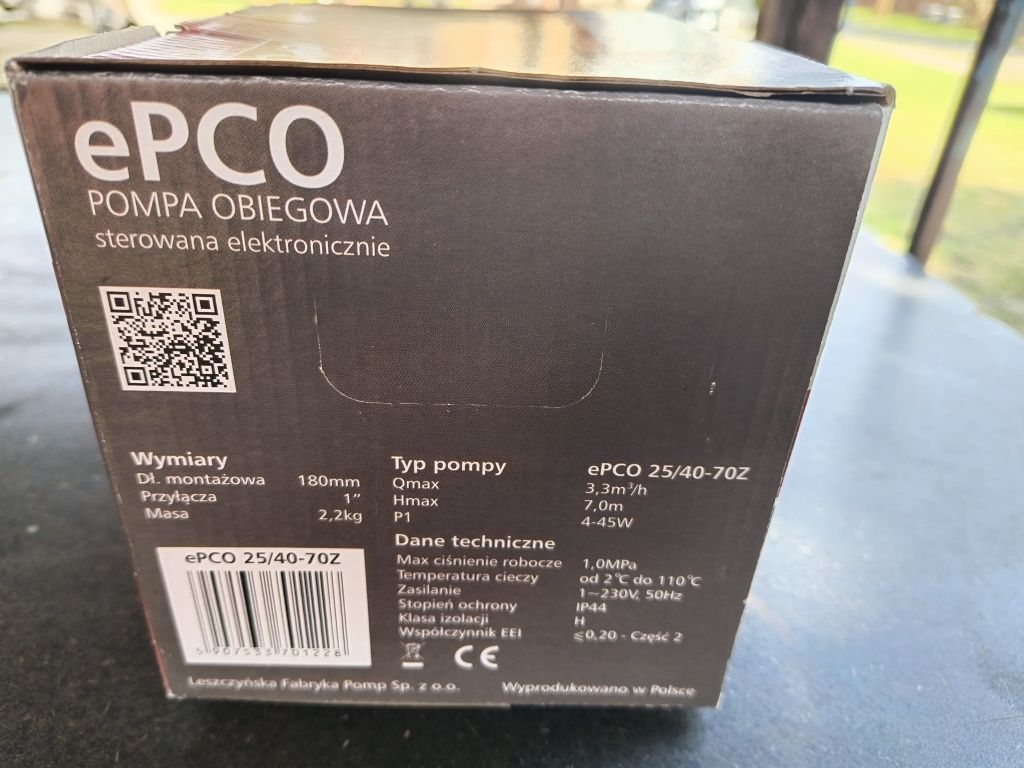 ePCO
POMPA OBIEGOWA
sterowana elektronicznie
Wymiary
Dł. montażowa 180mm
Przyłącza 1”
Masa 2,2kg
ePCO 25/40-70Z
5 907533 701228
Typ pompy ePCO 25/40-70Z
Qmax 3,3m³/h
Hmax 7,0m
P1 4-45W
Dane techniczne
Max ciśnienie robocze 1,0MPa
Temperatura cieczy od 2°C do 110°C
Zasilanie 1~230V, 50Hz
Stopień ochrony IP44
Klasa izolacji H
Współczynnik EEI ≤0,20 - Część 2
CE
Leszczyńska Fabryka Pomp Sp. z o.o. Wyprodukowano w Polsce